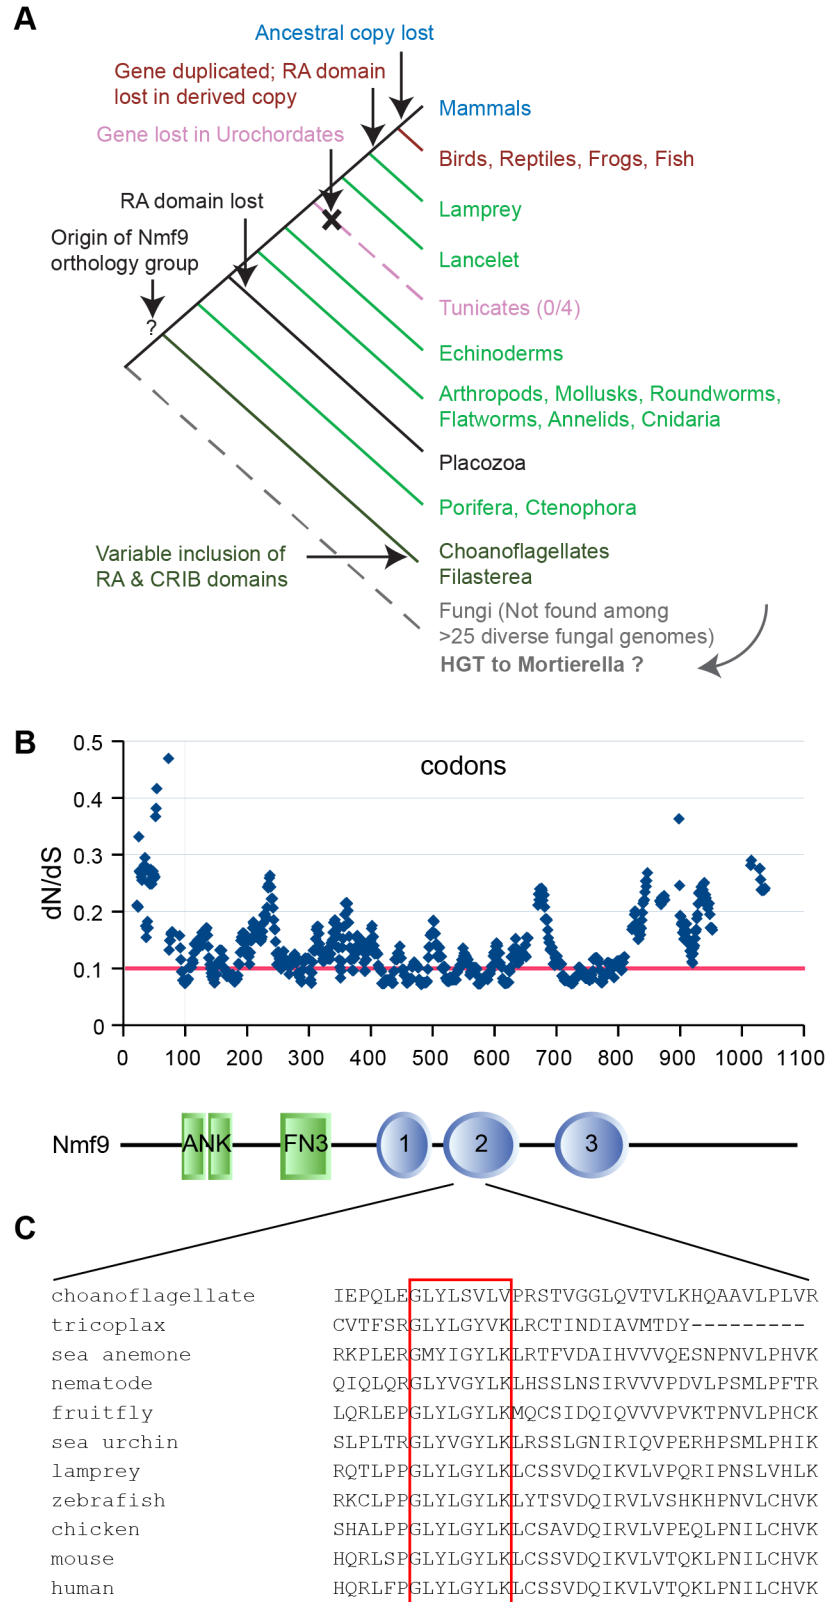 A
Ancestral copy lost
Gene duplicated; RA domain
lost in derived copy
Mammals
Gene lost in Urochordates
Birds, Reptiles, Frogs, Fish
RA domain lost
Lamprey
Origin of Nmf9
orthology group
Lancelet
Tunicates (0/4)
?
Echinoderms
Arthropods, Mollusks, Roundworms,
Flatworms, Annelids, Cnidaria
Placozoa
Porifera, Ctenophora
Variable inclusion of
RA & CRIB domains
Choanoflagellates
Filasterea
Fungi (Not found among
>25 diverse fungal genomes)
HGT to Mortierella ?
B
codons
dN/dS
0.5
0.4
0.3
0.2
0.1
0
0 100 200 300 400 500 600 700 800 900 1000 1100
Nmf9 ANK FN3 1 2 3
C
choanoflagellate IEPQLEGLYLSVLVPRSTVGGLQVTVLKHQAAVLPLVR
tricoplax CVTFSRGLYLGYVKLRCTINDIAVMTDY---------
sea anemone RKPLERGMYIGYLKLRTFVDAIHVVVQESNPNVLPHVK
nematode QIQLQRGLYVGYLKLHSSLNSIRVVVPDVLPSMLPFTR
fruitfly LQRLEPGLYLGYLKMQCSIDQIQVVVPVKTPNVLPHCK
sea urchin SLPLTRGLYVGYLKLRSSLGNIRIQVPERHPSMLPHIK
lamprey RQTLPPGLYLGYLKLCSSVDQIKVLVPQRIPNSLVHLK
zebrafish RKCLPPGLYLGYLKLYTSVDQIRVLVSHKHPNVLCHVK
chicken SHALPPGLYLGYLKLCSAVDQIRVLVPEQLPNILCHVK
mouse HQRLSPGLYLGYLKLCSSVDQIKVLVTQKLPNILCHVK
human HQRLFPGLYLGYLKLCSSVDQIKVLVTQKLPNILCHVK